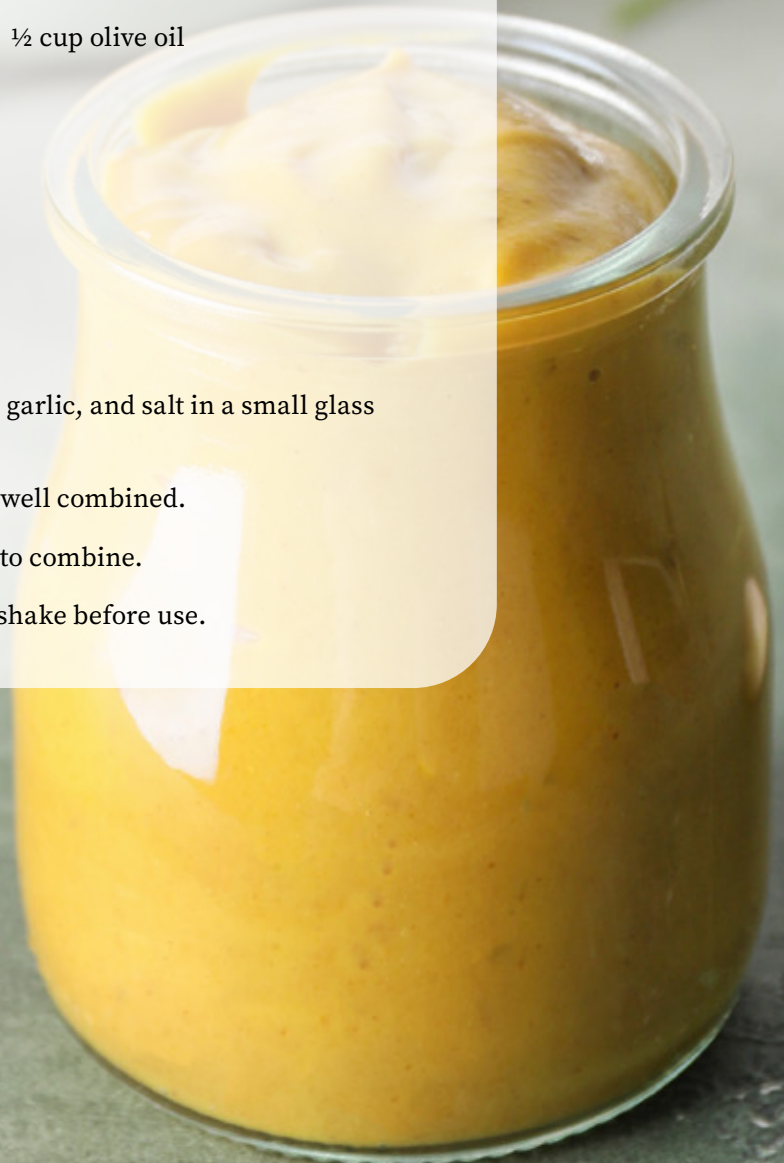 ½ cup olive oil
garlic, and salt in a small glass
well combined.
to combine.
shake before use.